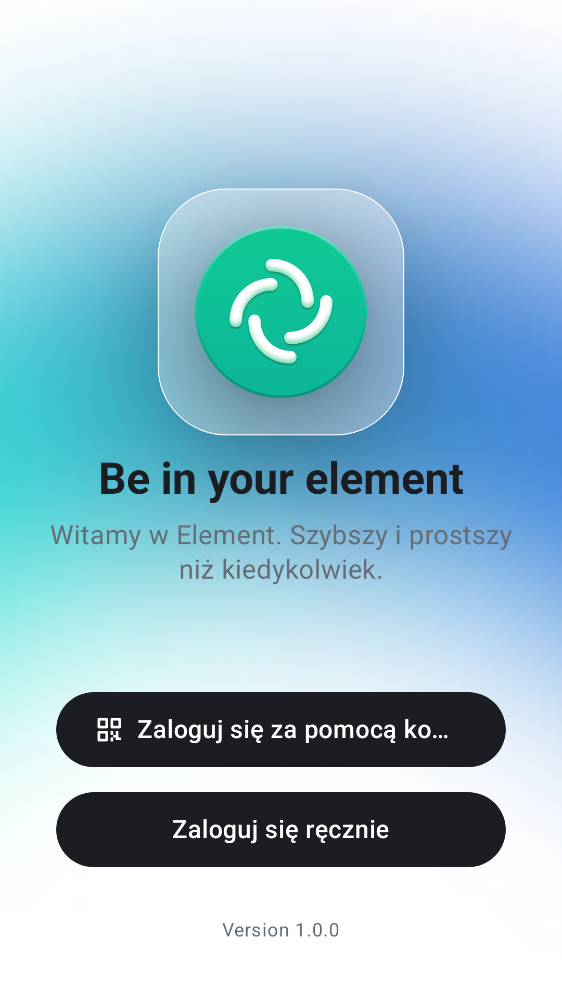 Be in your element
Witamy w Element. Szybszy i prostszy
niż kiedykolwiek.
Zaloguj się za pomocą ko...
Zaloguj się ręcznie
Version 1.0.0